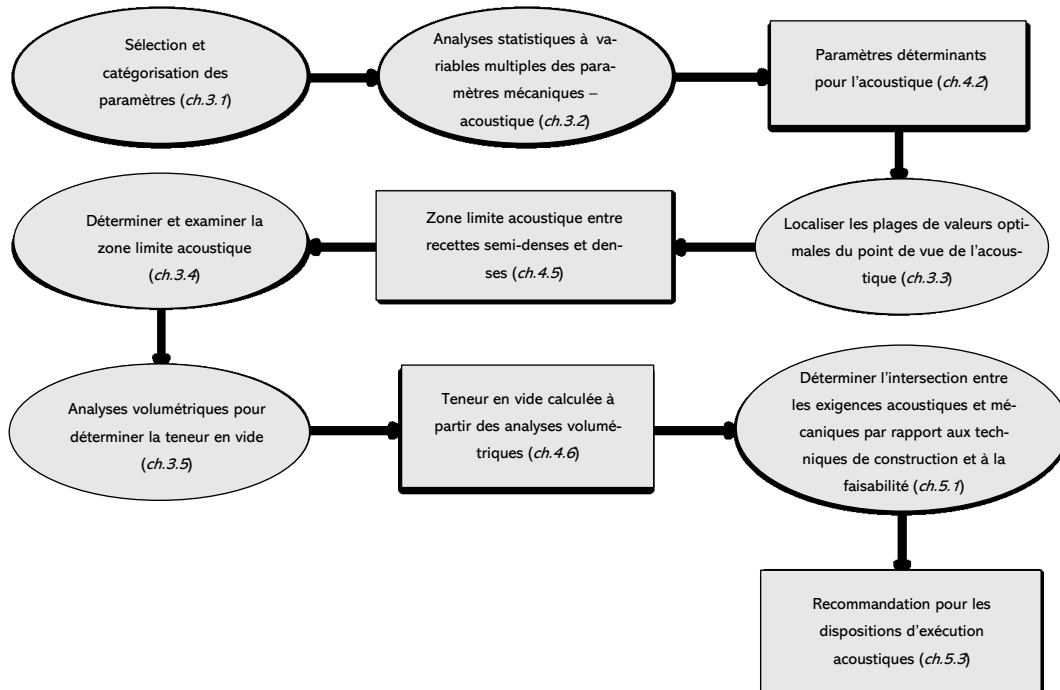 Sélection et
catégorisation des
paramètres (ch.3.1)
Analyses statistiques à va-
riables multiples des para-
mètres mécaniques –
acoustique (ch.3.2)
Paramètres déterminants
pour l'acoustique (ch.4.2)
Localiser les plages de valeurs opti-
males du point de vue de l'acous-
tique (ch.3.3)
Zone limite acoustique entre
recettes semi-denses et den-
ses (ch.4.5)
Déterminer et examiner la
zone limite acoustique
(ch.3.4)
Analyses volumétriques pour
déterminer la teneur en vide
(ch.3.5)
Teneur en vide calculée à
partir des analyses volumé-
triques (ch.4.6)
Déterminer l'intersection entre
les exigences acoustiques et mé-
caniques par rapport aux tech-
niques de construction et à la
faisabilité (ch.5.1)
Recommandation pour les
dispositions d'exécution
acoustiques (ch.5.3)